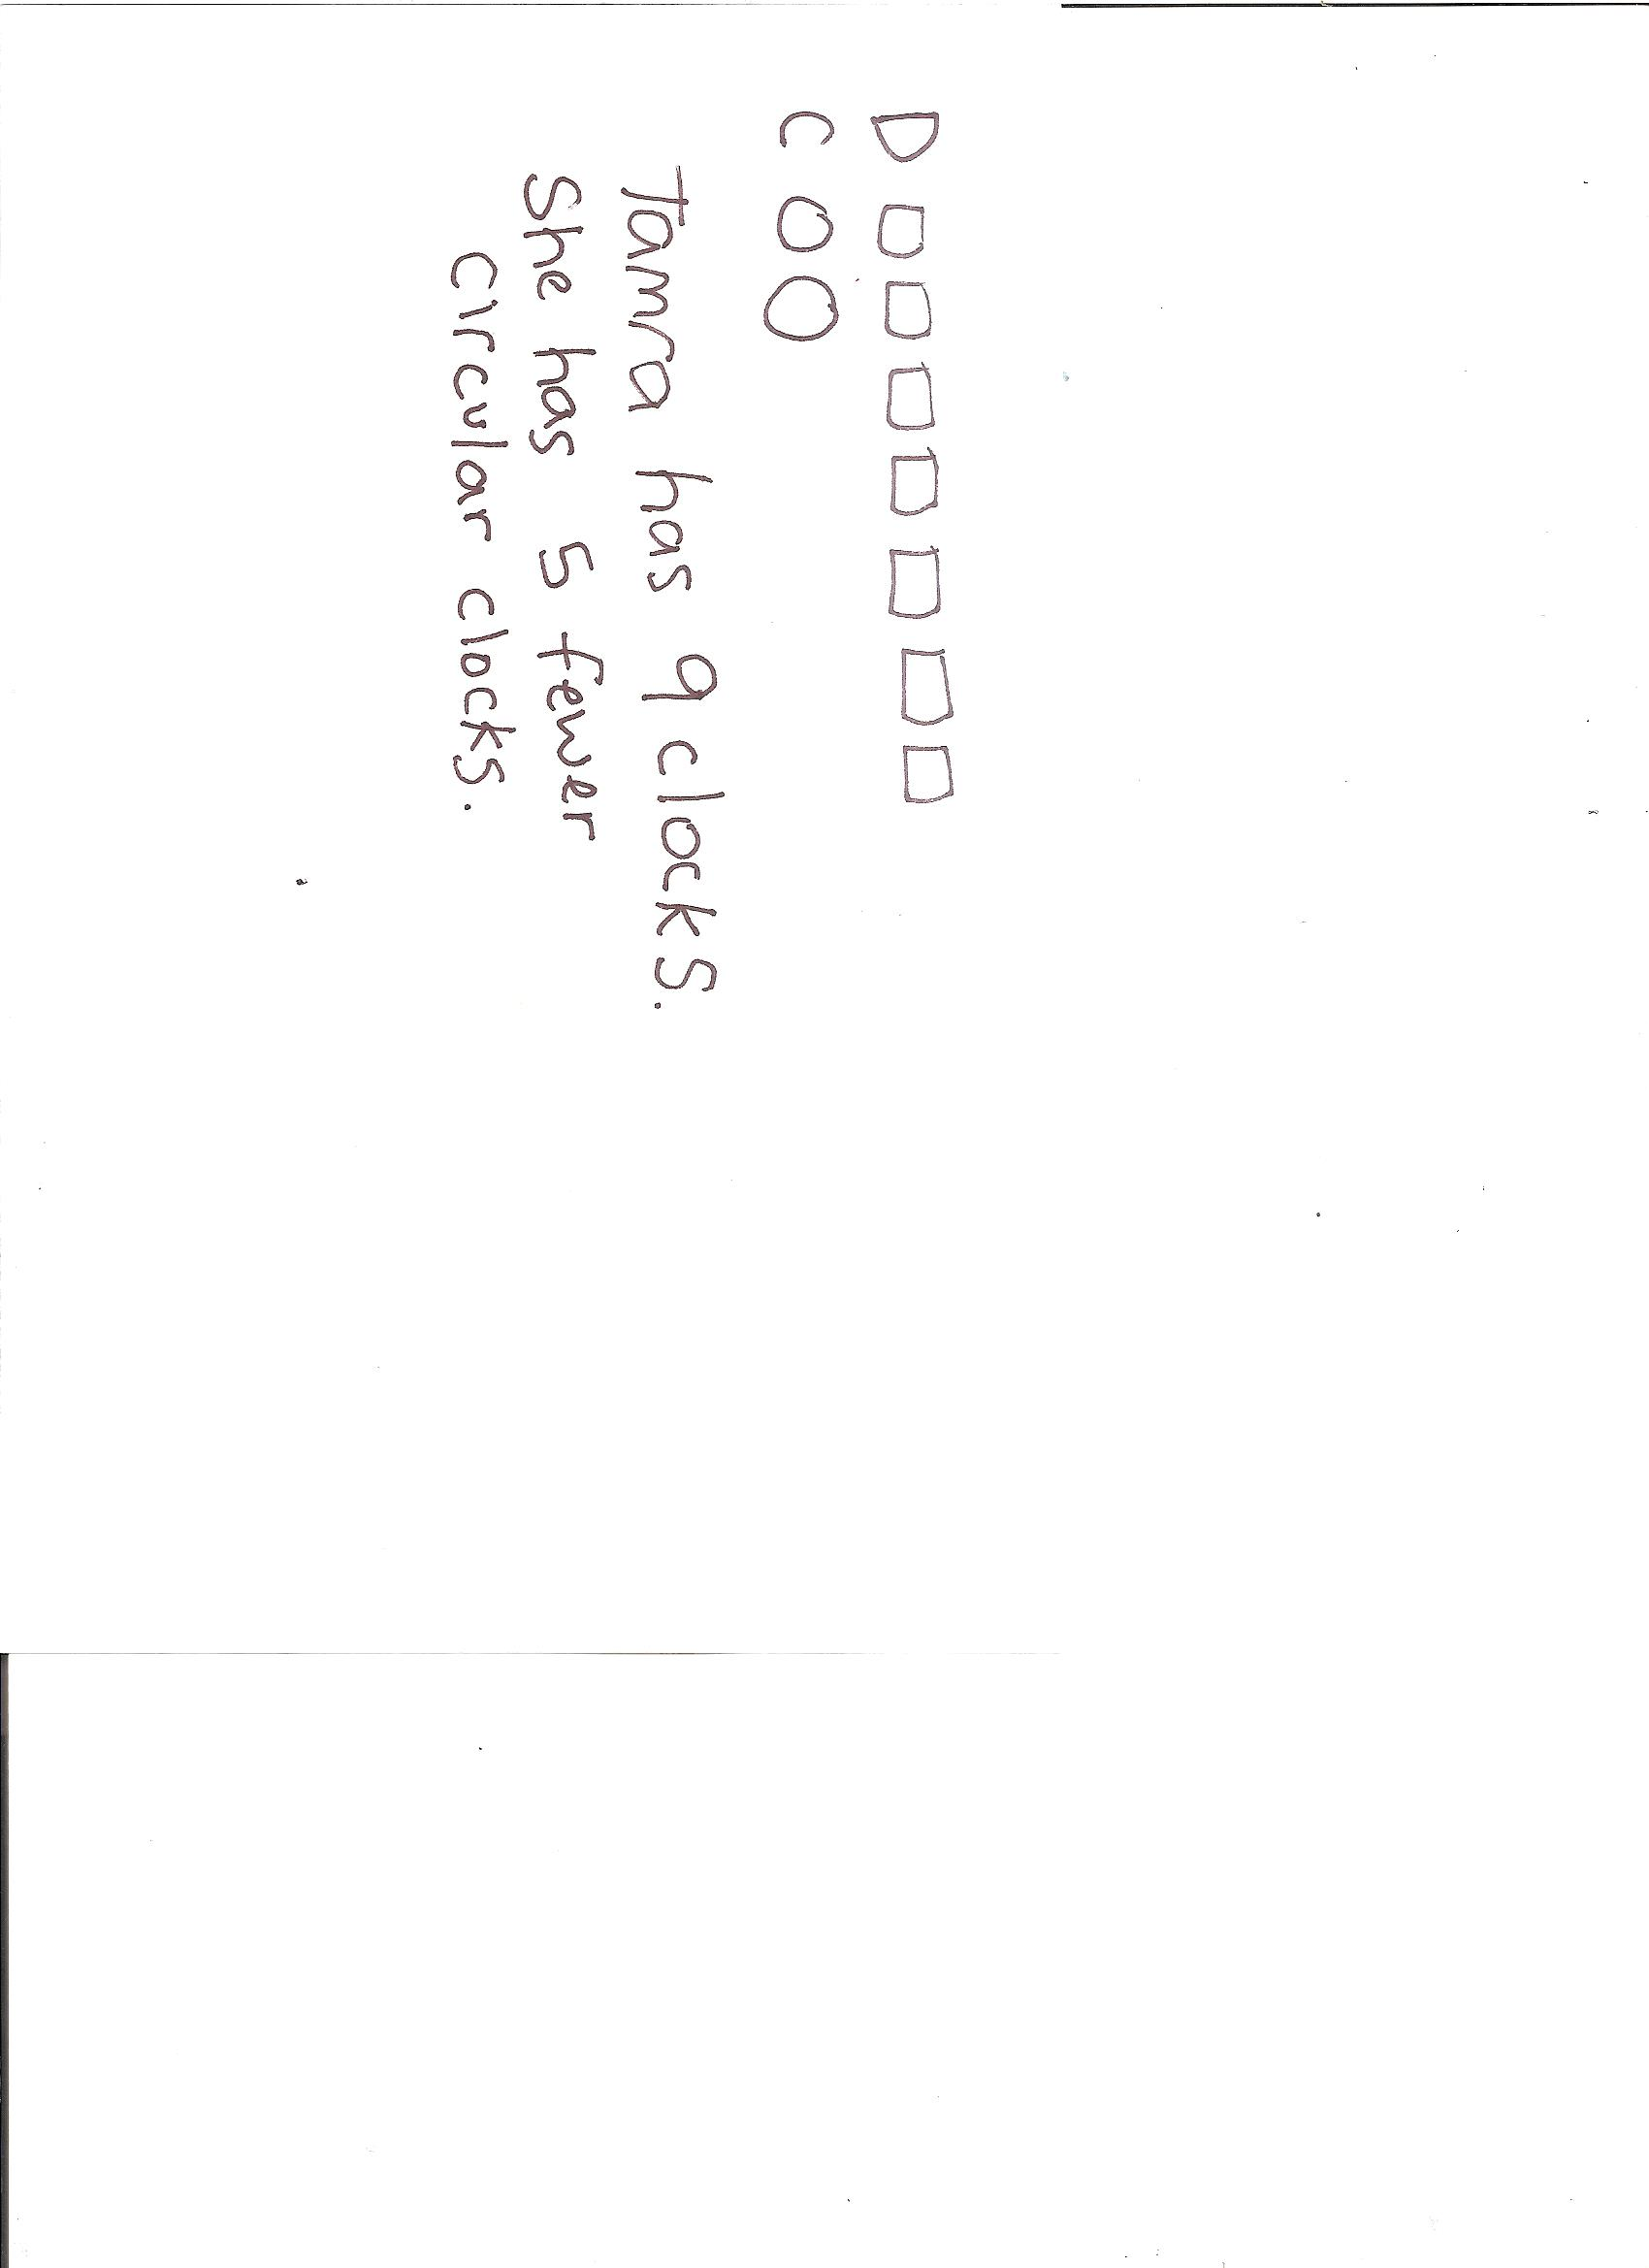 D
C
Tamra has 9 clocks.
She has 5 fewer
circular clocks.